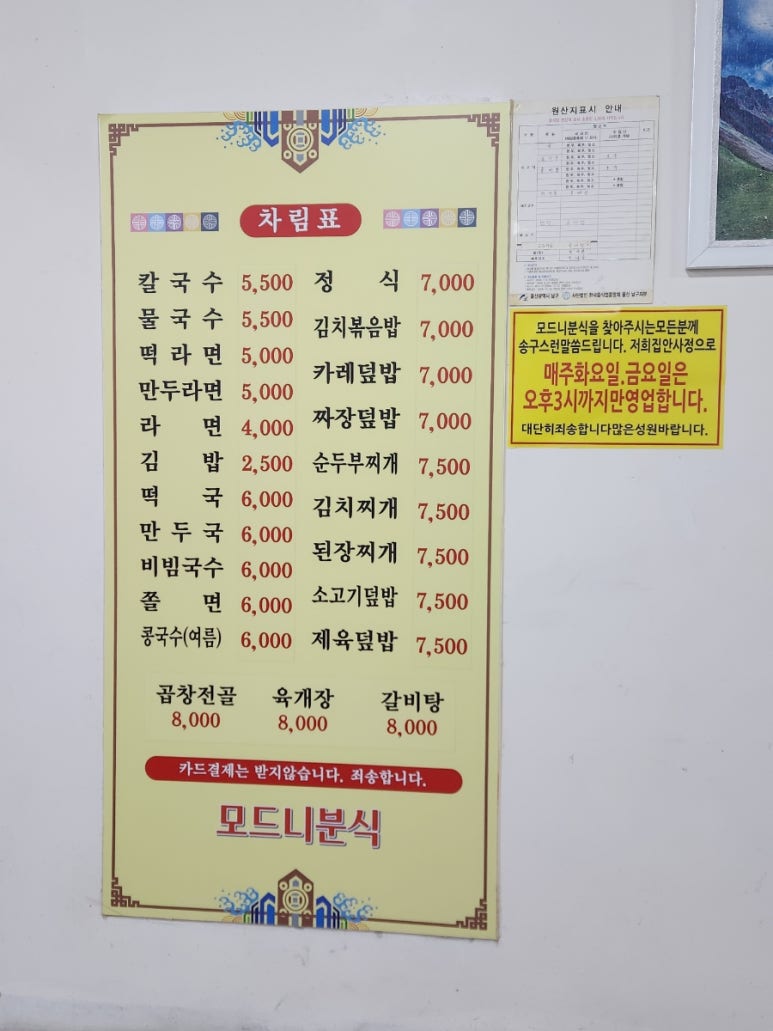 차림표
칼국수 5,500
물국수 5,500
떡라면 5,000
만두라면 5,000
라면 4,000
김밥 2,500
떡국 6,000
만두국 6,000
비빔국수 6,000
쫄면 6,000
콩국수(여름) 6,000
정식 7,000
김치볶음밥 7,000
카레덮밥 7,000
짜장덮밥 7,000
순두부찌개 7,500
김치찌개 7,500
된장찌개 7,500
소고기덮밥 7,500
제육덮밥 7,500
곱창전골 육개장 갈비탕
8,000 8,000 8,000
카드결제는 받지않습니다. 죄송합니다.
모드니분식
원산지표시 안내
울산광역시 남구
모드니분식을 찾아주시는모든분께
송구스런말씀드립니다. 저희집안사정으로
매주화요일.금요일은
오후3시까지만영업합니다.
대단히죄송합니다많은성원바랍니다.